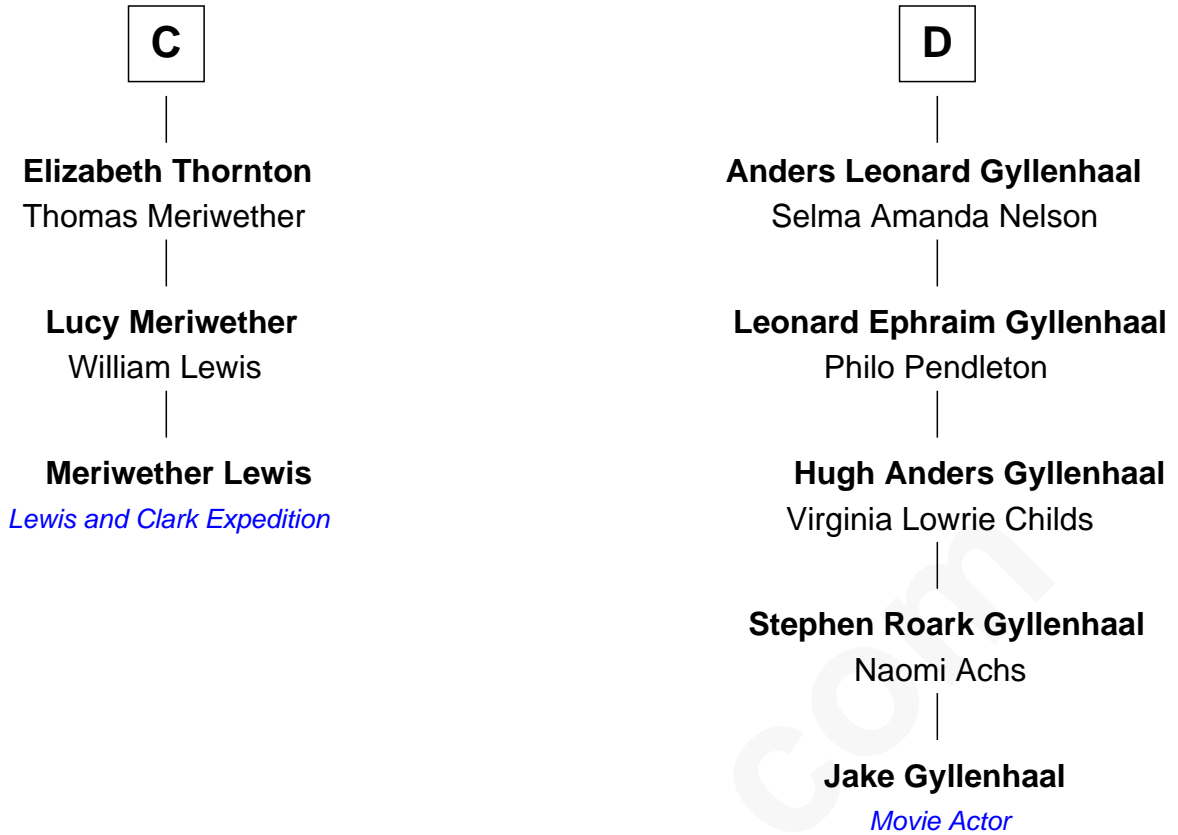 C
Elizabeth Thornton
Thomas Meriwether
Lucy Meriwether
William Lewis
Meriwether Lewis
Lewis and Clark Expedition
D
Anders Leonard Gyllenhaal
Selma Amanda Nelson
Leonard Ephraim Gyllenhaal
Philo Pendleton
Hugh Anders Gyllenhaal
Virginia Lowrie Childs
Stephen Roark Gyllenhaal
Naomi Achs
Jake Gyllenhaal
Movie Actor
com